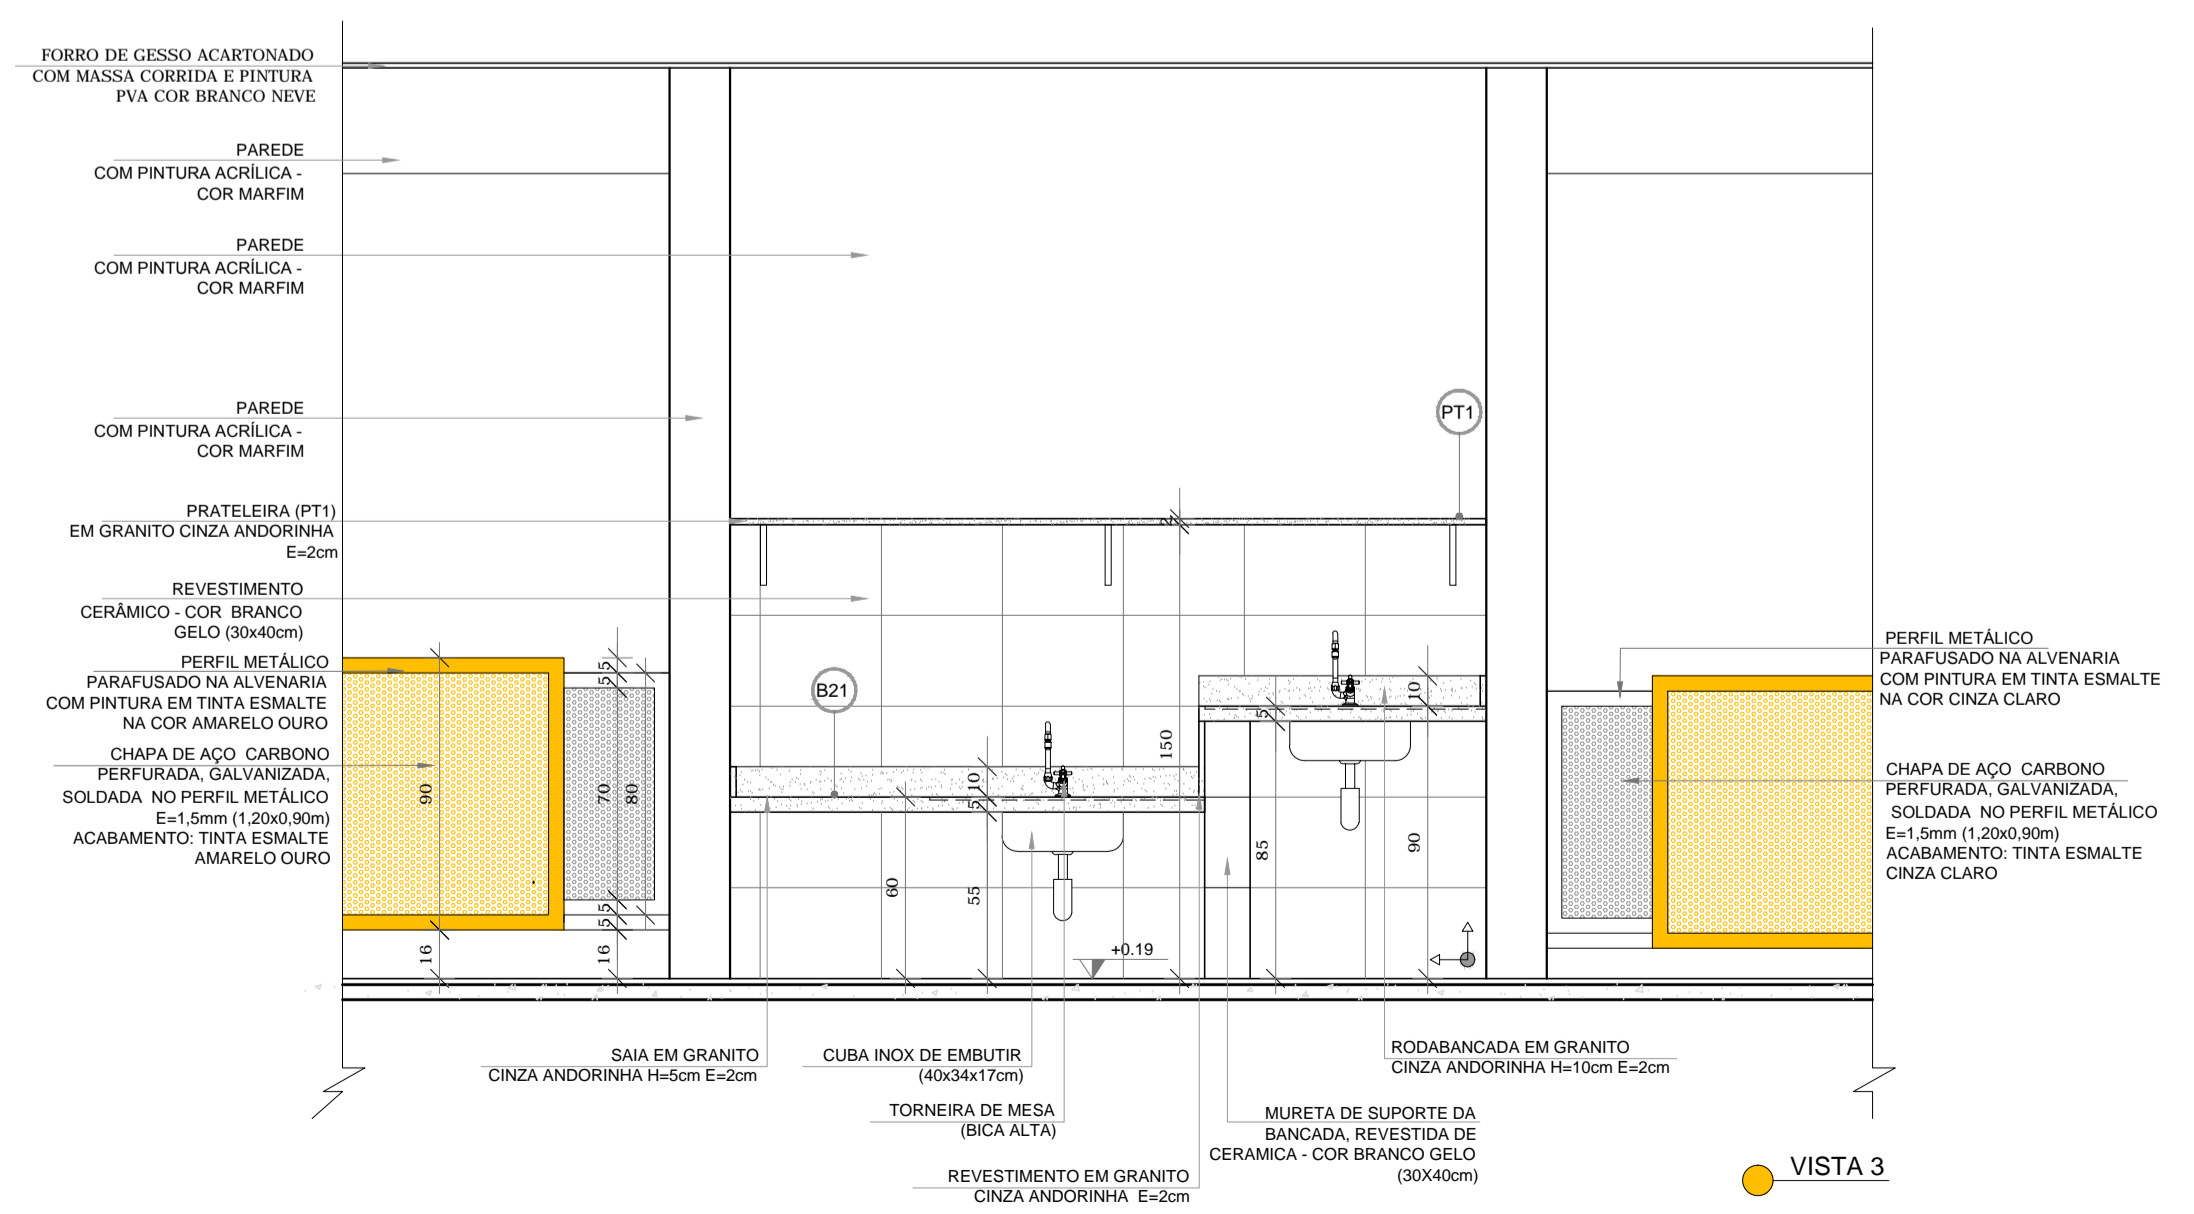 FORRO DE GESSO ACARTONADO
COM MASSA CORRIDA E PINTURA
PVA COR BRANCO NEVE
PAREDE
COM PINTURA ACRÍLICA -
COR MARFIM
PAREDE
COM PINTURA ACRÍLICA -
COR MARFIM
PAREDE
COM PINTURA ACRÍLICA -
COR MARFIM
PRATELEIRA (PT1)
EM GRANITO CINZA ANDORINHA
E=2cm
REVESTIMENTO
CERÂMICO - COR BRANCO
GELO (30x40cm)
PERFIL METÁLICO
PARAFUSADO NA ALVENARIA
COM PINTURA EM TINTA ESMALTE
NA COR AMARELO OURO
CHAPA DE AÇO CARBONO
PERFURADA, GALVANIZADA,
SOLDADA NO PERFIL METÁLICO
E=1,5mm (1,20x0,90m)
ACABAMENTO: TINTA ESMALTE
AMARELO OURO
90
16
5
5
70
80
5
5
16
PT1
2
B21
10
5
60
55
150
10
5
85
90
+0.19
PERFIL METÁLICO
PARAFUSADO NA ALVENARIA
COM PINTURA EM TINTA ESMALTE
NA COR CINZA CLARO
CHAPA DE AÇO CARBONO
PERFURADA, GALVANIZADA,
SOLDADA NO PERFIL METÁLICO
E=1,5mm (1,20x0,90m)
ACABAMENTO: TINTA ESMALTE
CINZA CLARO
SAIA EM GRANITO
CINZA ANDORINHA H=5cm E=2cm
CUBA INOX DE EMBUTIR
(40x34x17cm)
TORNEIRA DE MESA
(BICA ALTA)
REVESTIMENTO EM GRANITO
CINZA ANDORINHA E=2cm
RODABANCADA EM GRANITO
CINZA ANDORINHA H=10cm E=2cm
MURETA DE SUPORTE DA
BANCADA, REVESTIDA DE
CERAMICA - COR BRANCO GELO
(30X40cm)
VISTA 3